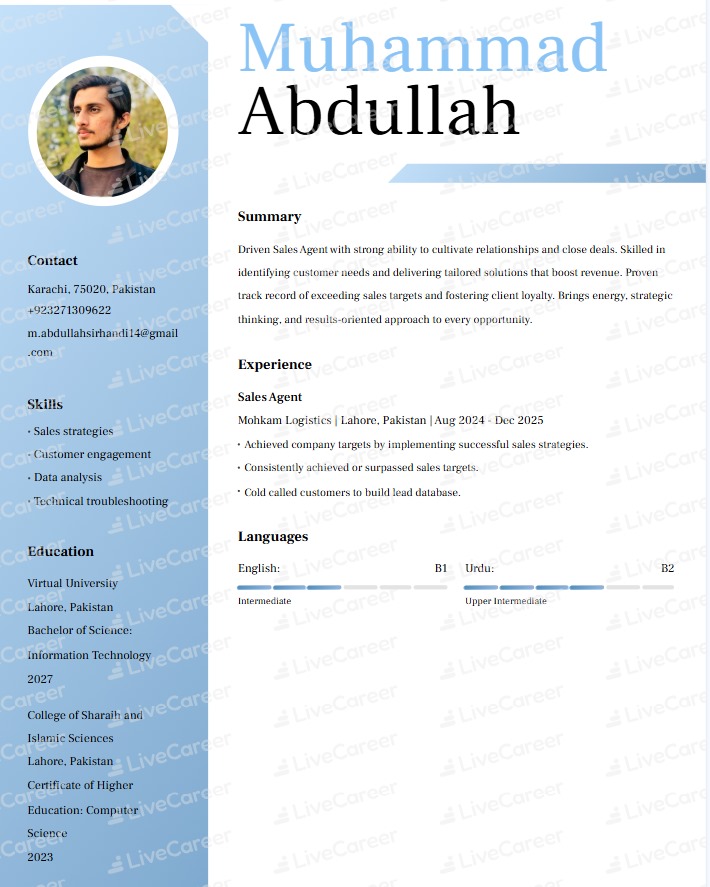 Muhammad
Abdullah
Contact
Karachi, 75020, Pakistan
+923271309622
m.abdullahsirhandi14@gmail
.com
Skills
• Sales strategies
• Customer engagement
• Data analysis
• Technical troubleshooting
Education
Virtual University
Lahore, Pakistan
Bachelor of Science:
Information Technology
2027
College of Sharaih and
Islamic Sciences
Lahore, Pakistan
Certificate of Higher
Education: Computer
Science
2023
Summary
Driven Sales Agent with strong ability to cultivate relationships and close deals. Skilled in
identifying customer needs and delivering tailored solutions that boost revenue. Proven
track record of exceeding sales targets and fostering client loyalty. Brings energy, strategic
thinking, and results-oriented approach to every opportunity.
Experience
Sales Agent
Mohkam Logistics | Lahore, Pakistan | Aug 2024 - Dec 2025
• Achieved company targets by implementing successful sales strategies.
• Consistently achieved or surpassed sales targets.
• Cold called customers to build lead database.
Languages
English: B1
Intermediate
Urdu: B2
Upper Intermediate
LiveCareer